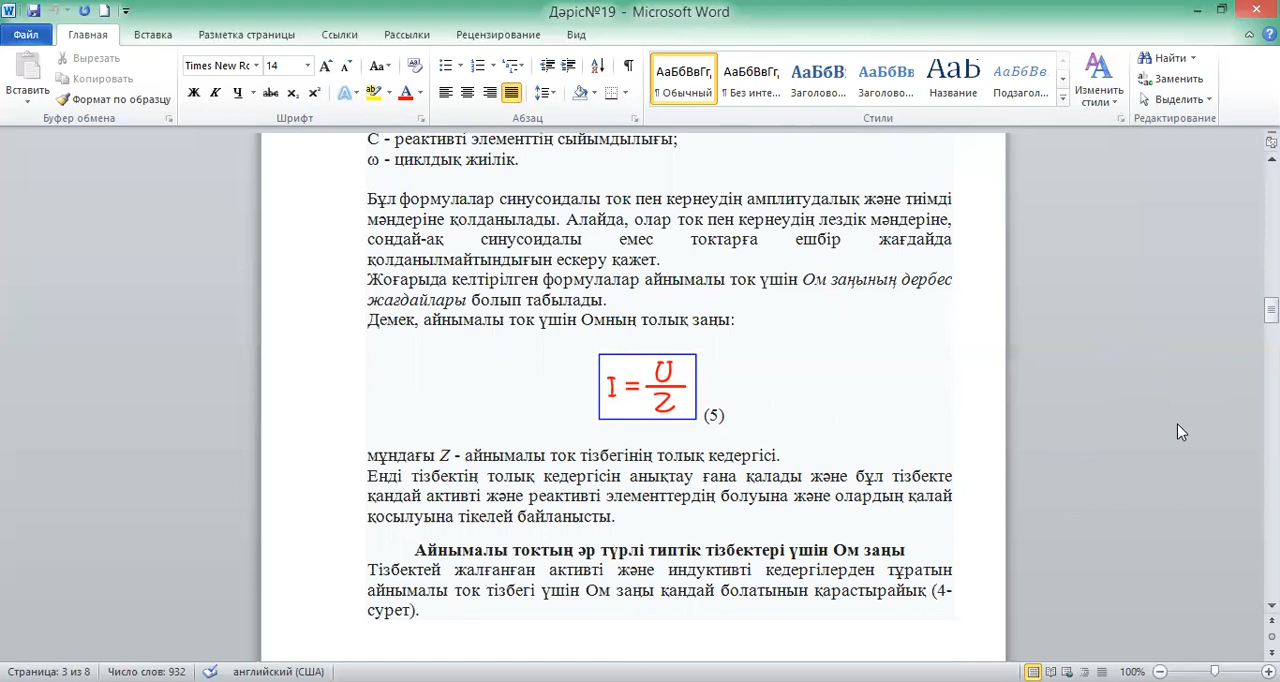 Дәріс№19 - Microsoft Word
Файл Главная Вставка Разметка страницы Ссылки Рассылки Рецензирование Вид
Вставить
Вырезать
Копировать
Формат по образцу
Буфер обмена
Times New Rc 14
Ж К Ч abc x₂ x²
Шрифт
Абзац
АаБбВвГг, АаБбВвГг, АаБбВ: АаБбВв: АаБ АаБбВв
¶ Обычный ¶ Без инте... Заголово... Заголово... Название Подзагол...
Стили
Изменить стили
Найти
Заменить
Выделить
Редактирование
С - реактивті элементтің сыйымдылығы;
ω - циклдық жиілік.
Бұл формулалар синусоидалы ток пен кернеудің амплитудалық және тиімді
мәндеріне қолданылады. Алайда, олар ток пен кернеудің лездік мәндеріне,
сондай-ақ синусоидалы емес токтарға ешбір жағдайда
қолданылмайтындығын ескеру қажет.
Жоғарыда келтірілген формулалар айнымалы ток үшін Ом заңының дербес
жағдайлары болып табылады.
Демек, айнымалы ток үшін Омның толық заңы:
I = U/Z (5)
мұндағы Z - айнымалы ток тізбегінің толық кедергісі.
Енді тізбектің толық кедергісін анықтау ғана қалады және бұл тізбекте
қандай активті және реактивті элементтердің болуына және олардың қалай
қосылуына тікелей байланысты.
Айнымалы токтың әр түрлі типтік тізбектері үшін Ом заңы
Тізбектей жалғанған активті және индуктивті кедергілерден тұратын
айнымалы ток тізбегі үшін Ом заңы қандай болатынын қарастырайық (4-
сурет).
Страница: 3 из 8 Число слов: 932 английский (США) 100%